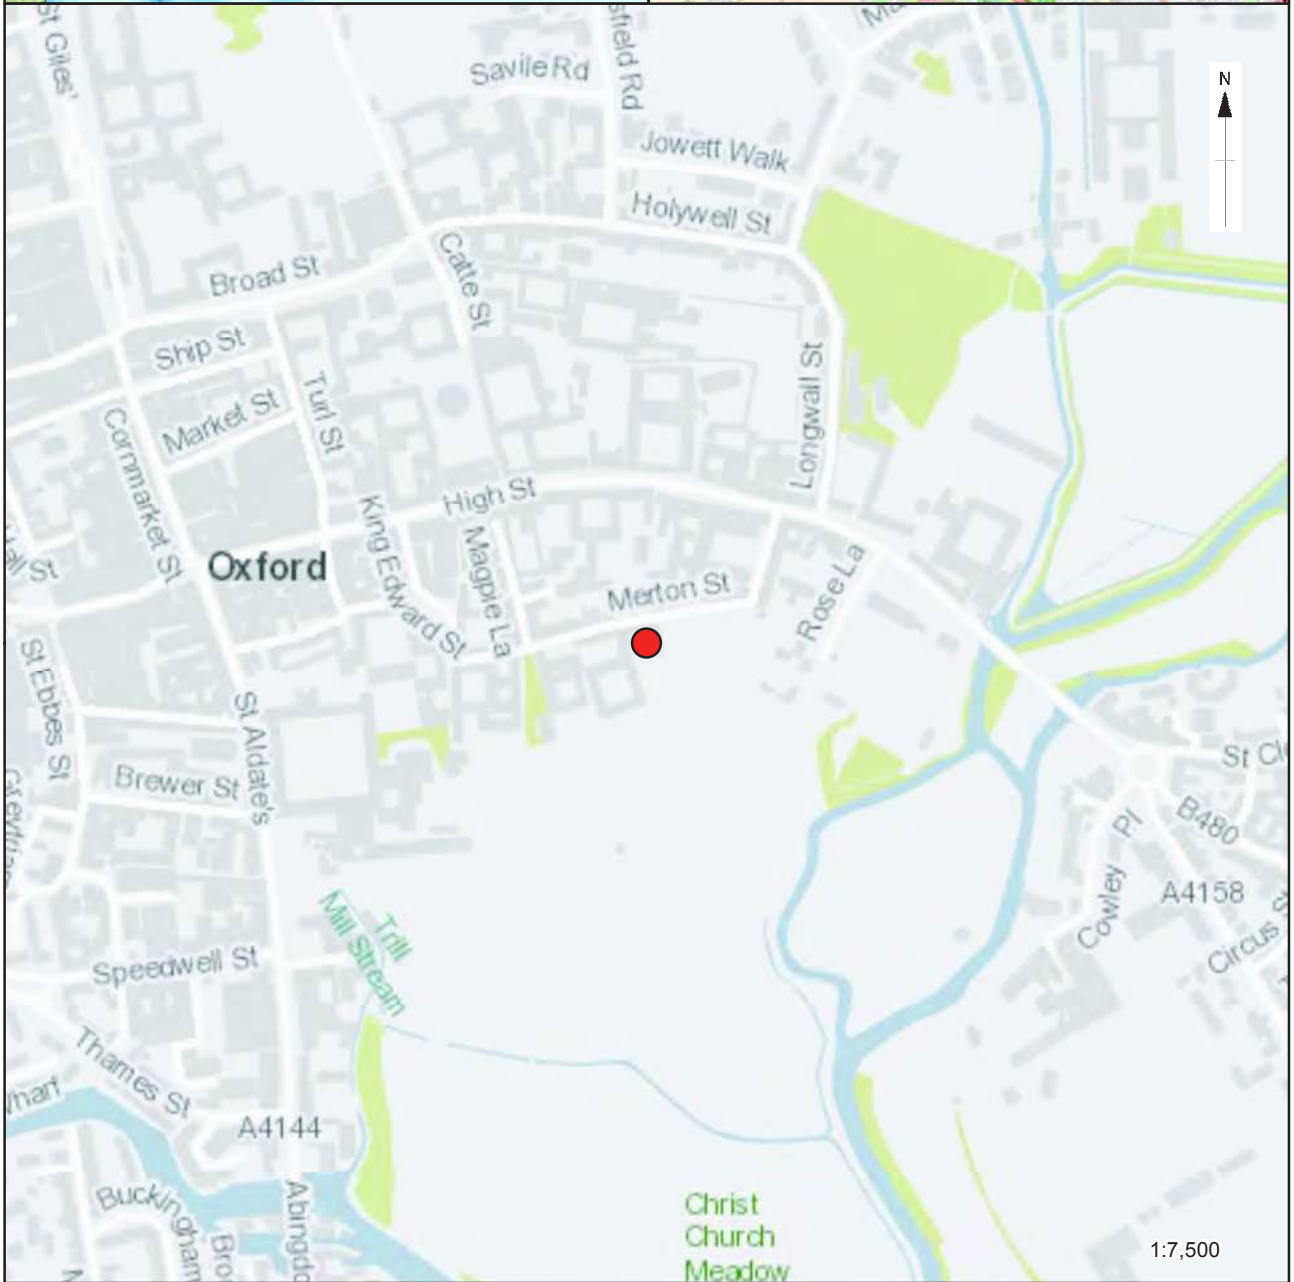 St Giles'
sfield Rd
Ma
N
Savile Rd
Jowett Walk
Holywell St
Broad St
Catte St
Ship St
Turl St
Market St
Longwall St
Cornmarket St
High St
King Edward St
Magpie La
Oxford
Merton St
Rose La
St Ebbes St
St Aldate's
Brewer St
St Cl
B480
Cowley Pl
A4158
Circus S
Trill
Mill Stream
Speedwell St
Thames St
Wharf
A4144
Buckingham
Bro
Abingdo
N
Christ
Church
Meadow
1:7,500